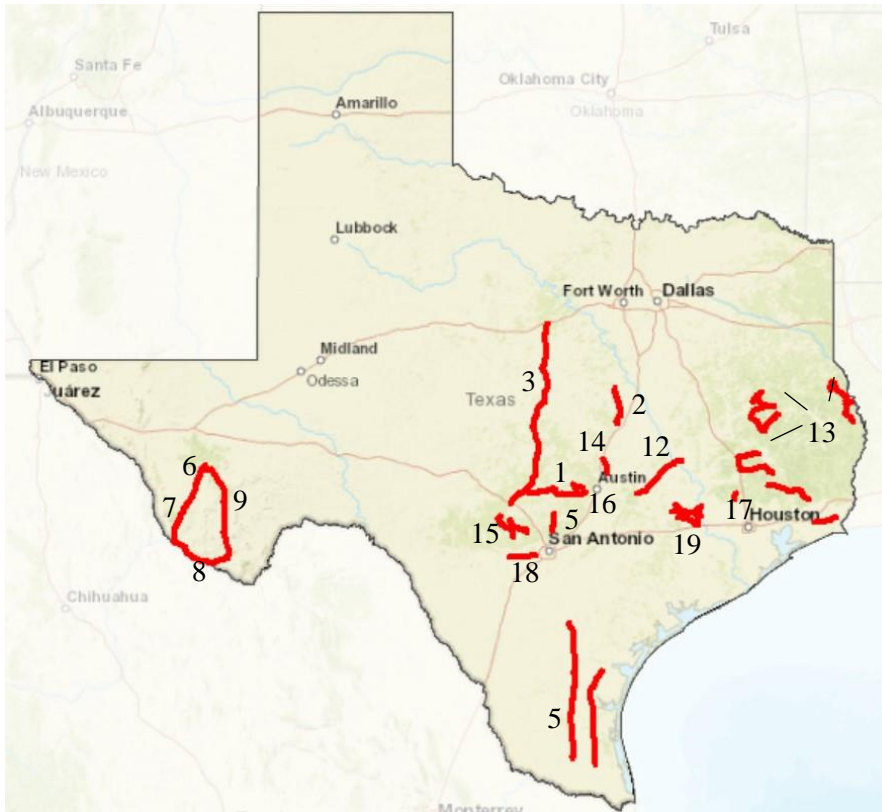 Tulsa
Santa Fe
Oklahoma City
Amarillo
Albuquerque
Oklahoma
New Mexico
Lubbock
Fort Worth
Dallas
El Paso
Midland
Juárez
Odessa
Texas
3
2
13
14
12
6
1
Austin
7
9
16
15
5
17
Houston
San Antonio
19
8
18
Chihuahua
5
Monterrey